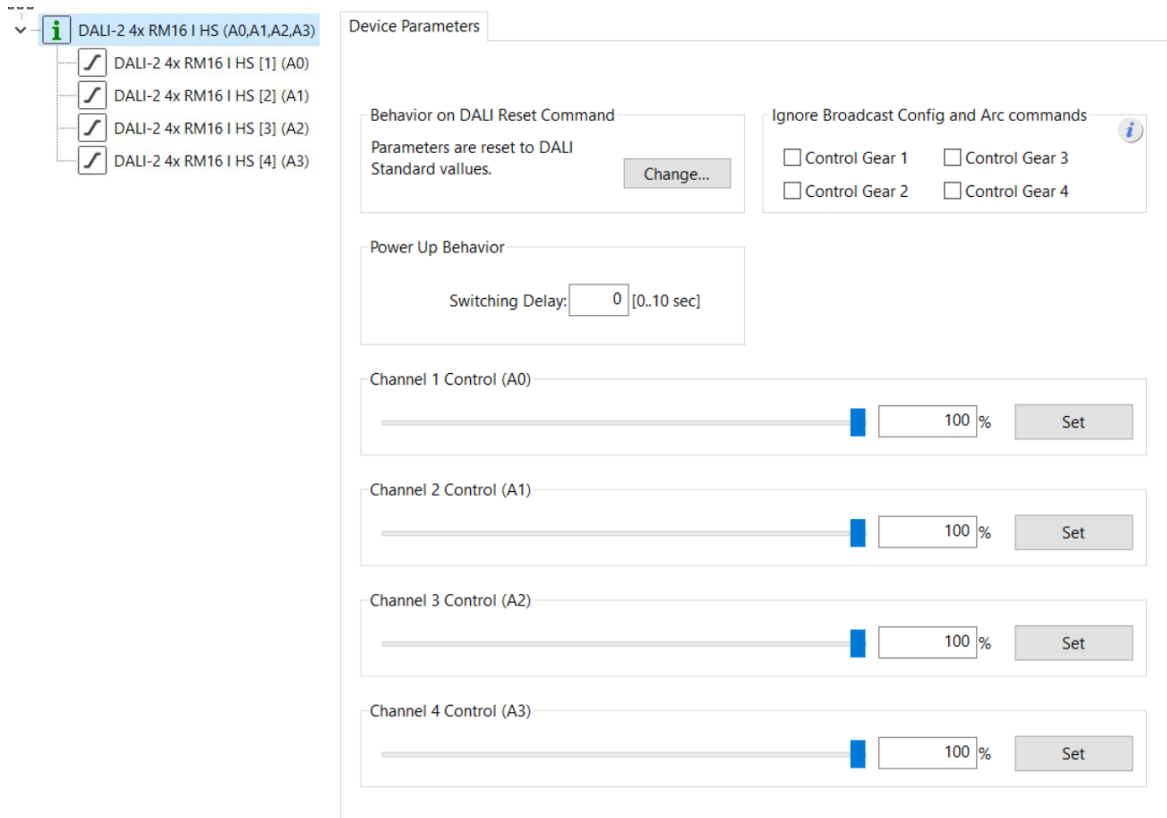 DALI-2 4x RM16 I HS (A0,A1,A2,A3)
DALI-2 4x RM16 I HS [1] (A0)
DALI-2 4x RM16 I HS [2] (A1)
DALI-2 4x RM16 I HS [3] (A2)
DALI-2 4x RM16 I HS [4] (A3)
Device Parameters
Behavior on DALI Reset Command
Parameters are reset to DALI
Standard vallues.
Change...
Ignore Broadcast Config and Arc commands
Control Gear 1
Control Gear 3
Control Gear 2
Control Gear 4
Power Up Behavior
Switching Delay: 0 [0..10 sec]
Channel 1 Control (A0)
100 % Set
Channel 2 Control (A1)
100 % Set
Channel 3 Control (A2)
100 % Set
Channel 4 Control (A3)
100 % Set